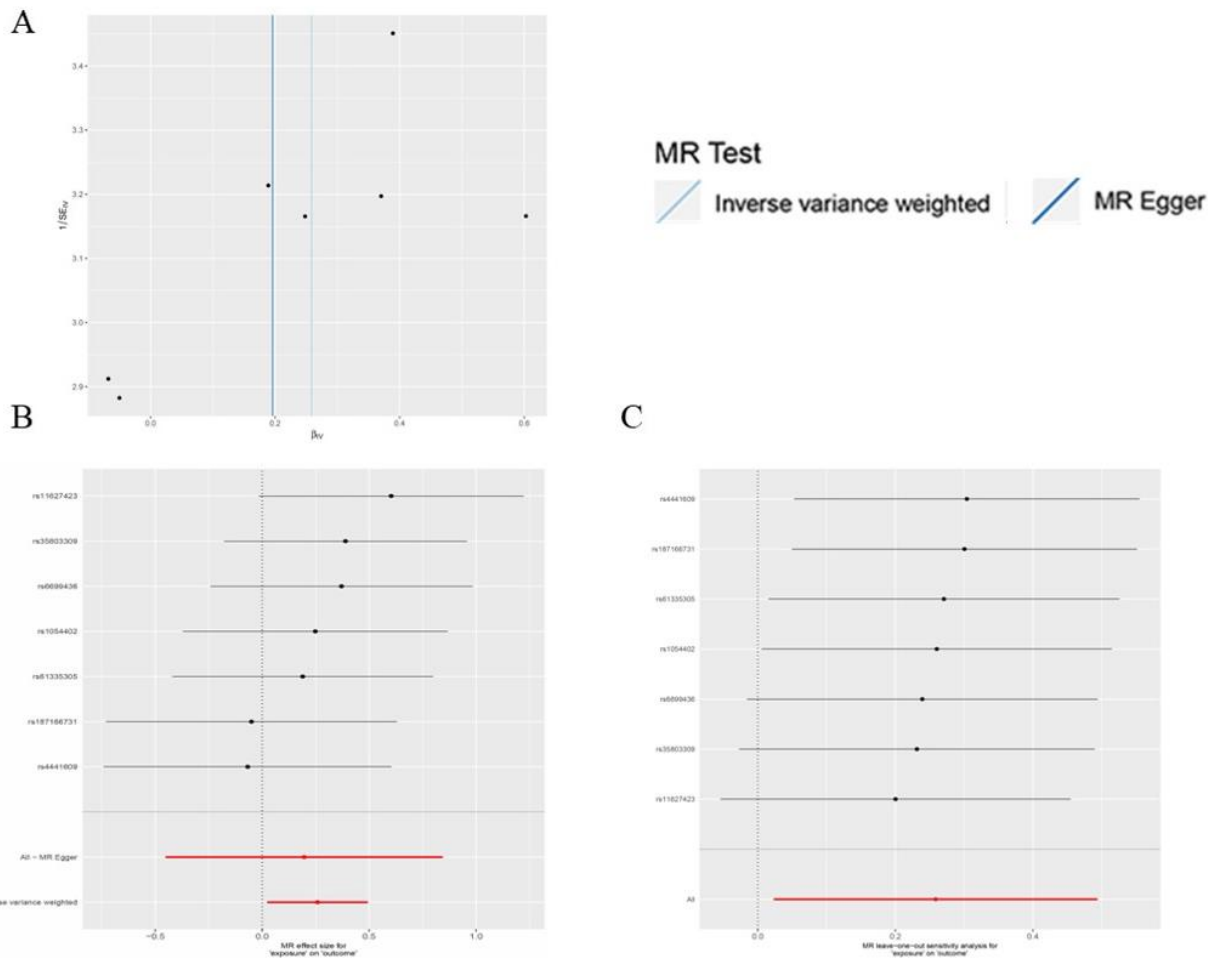 A
3.4
3.3
3.2
3.1
3.0
2.9
1/SE_IV
0.0 0.2 0.4 0.6
β_IV
MR Test
Inverse variance weighted MR Egger
B
rs11627423
rs35803309
rs6699436
rs1054402
rs61335305
rs187166731
rs4441609
All − MR Egger
se variance weighted
−0.5 0.0 0.5 1.0
MR effect size for
'exposure' on 'outcome'
C
rs4441609
rs187166731
rs61335305
rs1054402
rs6699436
rs35803309
rs11627423
All
0.0 0.2 0.4
MR leave−one−out sensitivity analysis for
'exposure' on 'outcome'